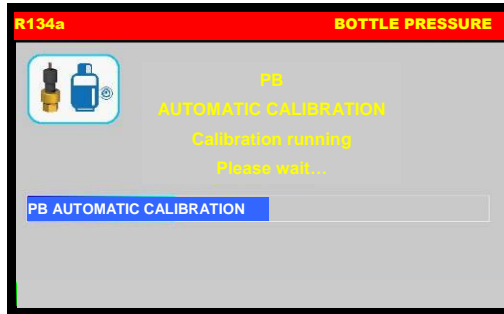 R134a BOTTLE PRESSURE
PB
AUTOMATIC CALIBRATION
Calibration running
Please wait...
PB AUTOMATIC CALIBRATION